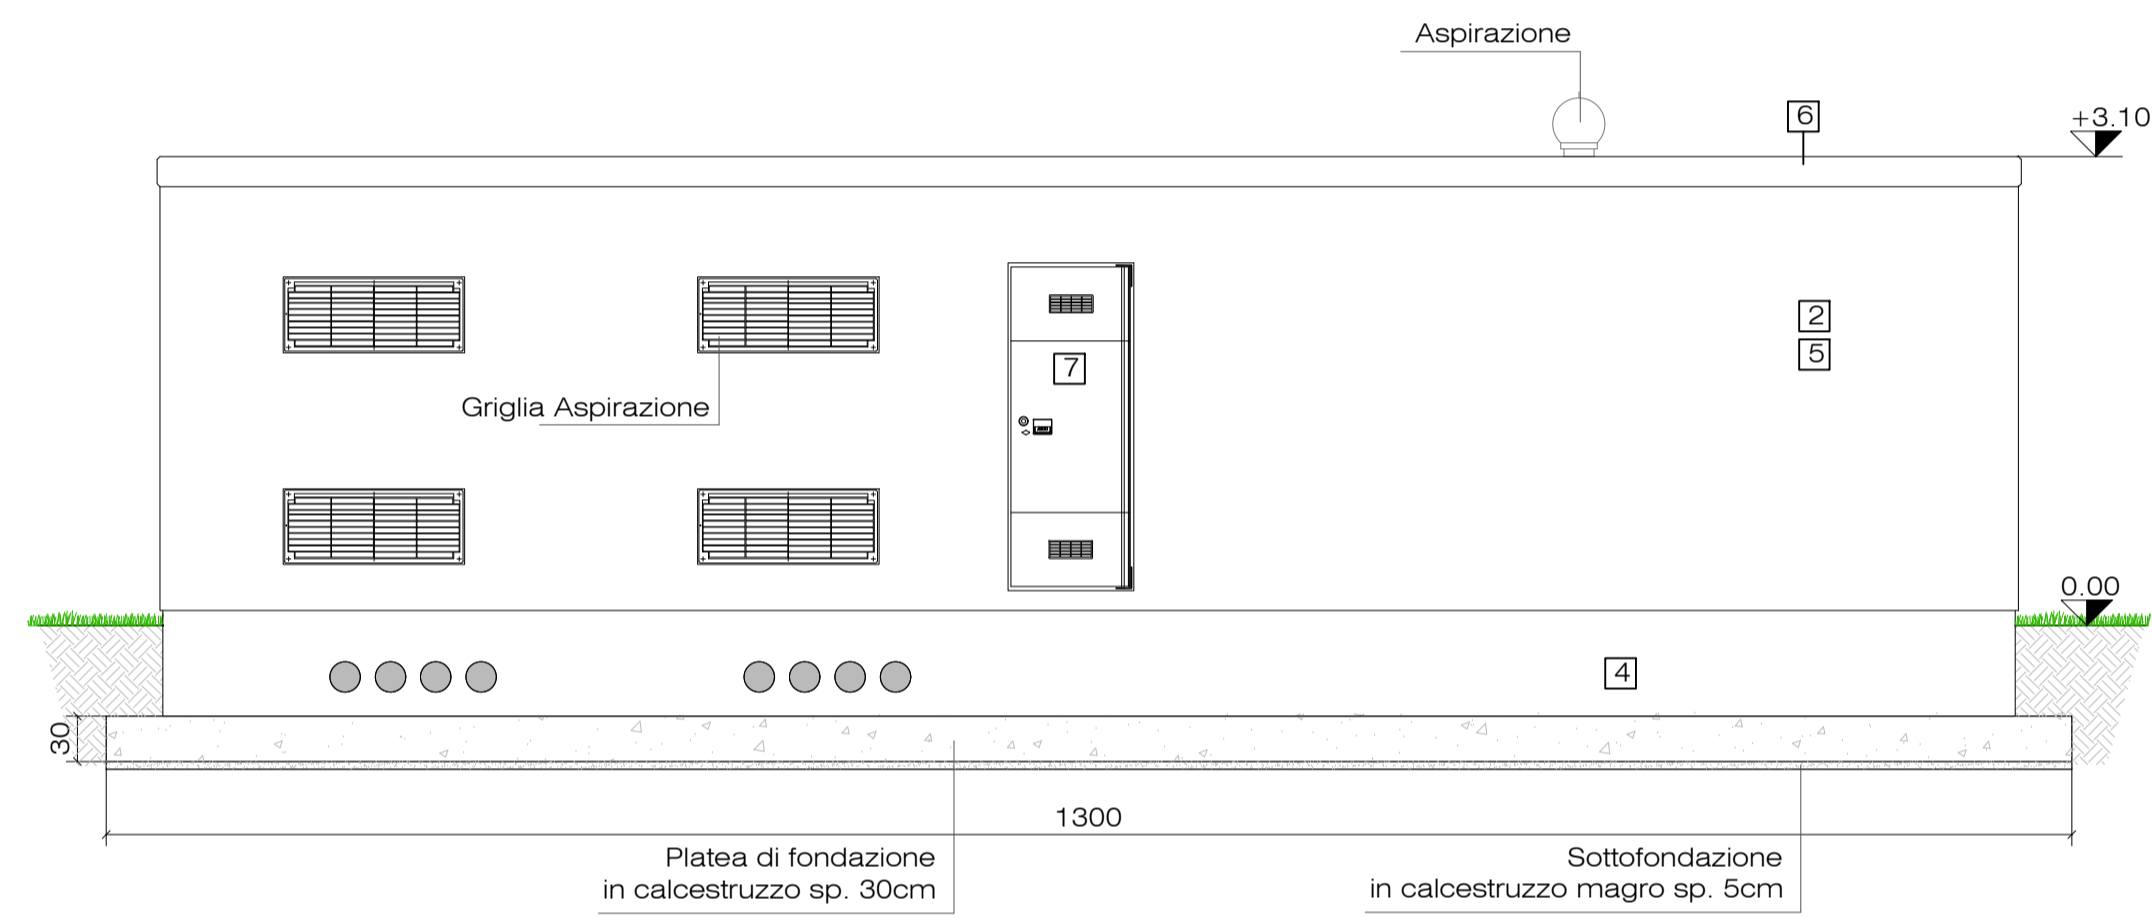 Aspirazione
6
+3.10
2
7
5
Griglia Aspirazione
0.00
4
30
1300
Platea di fondazione
in calcestruzzo sp. 30cm
Sottofondazione
in calcestruzzo magro sp. 5cm